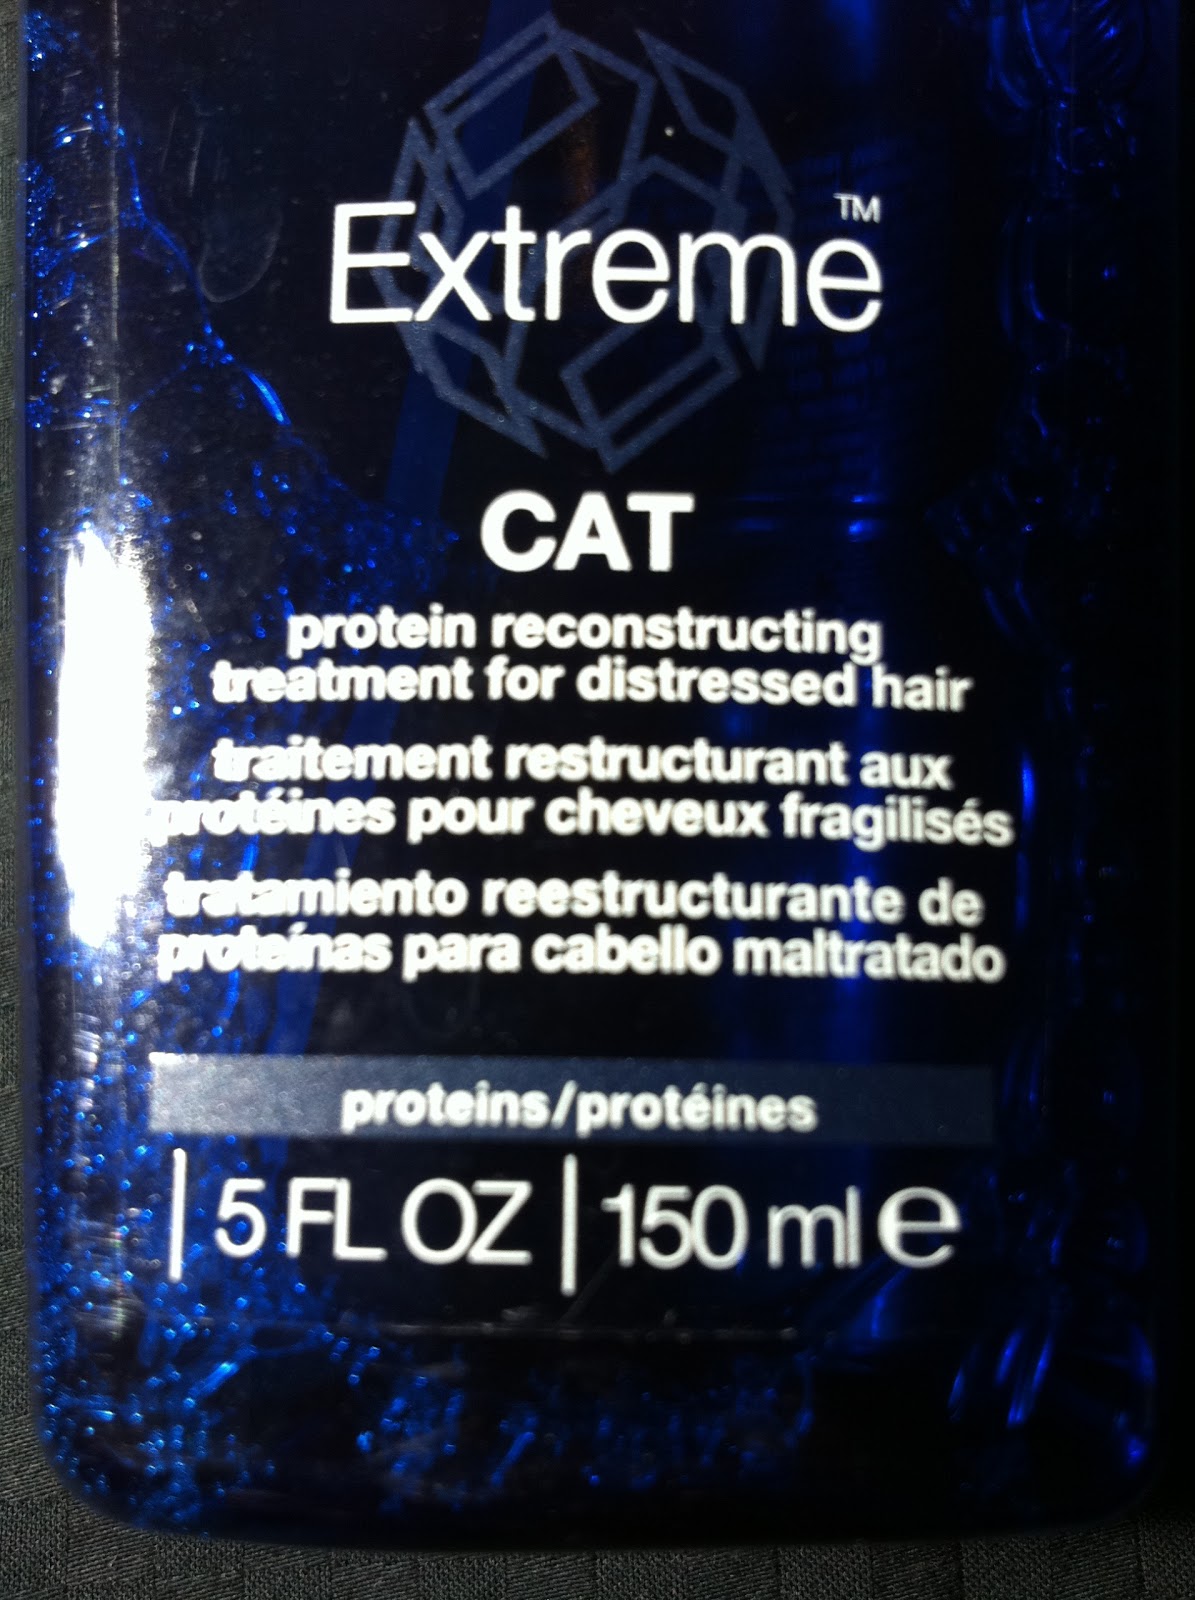 Extreme™
CAT
protein reconstructing
treatment for distressed hair
traitement restructurant aux
protéines pour cheveux fragilisés
tratamiento reestructurante de
proteínas para cabello maltratado
proteins/protéines
| 5 FL OZ | 150 ml ℮